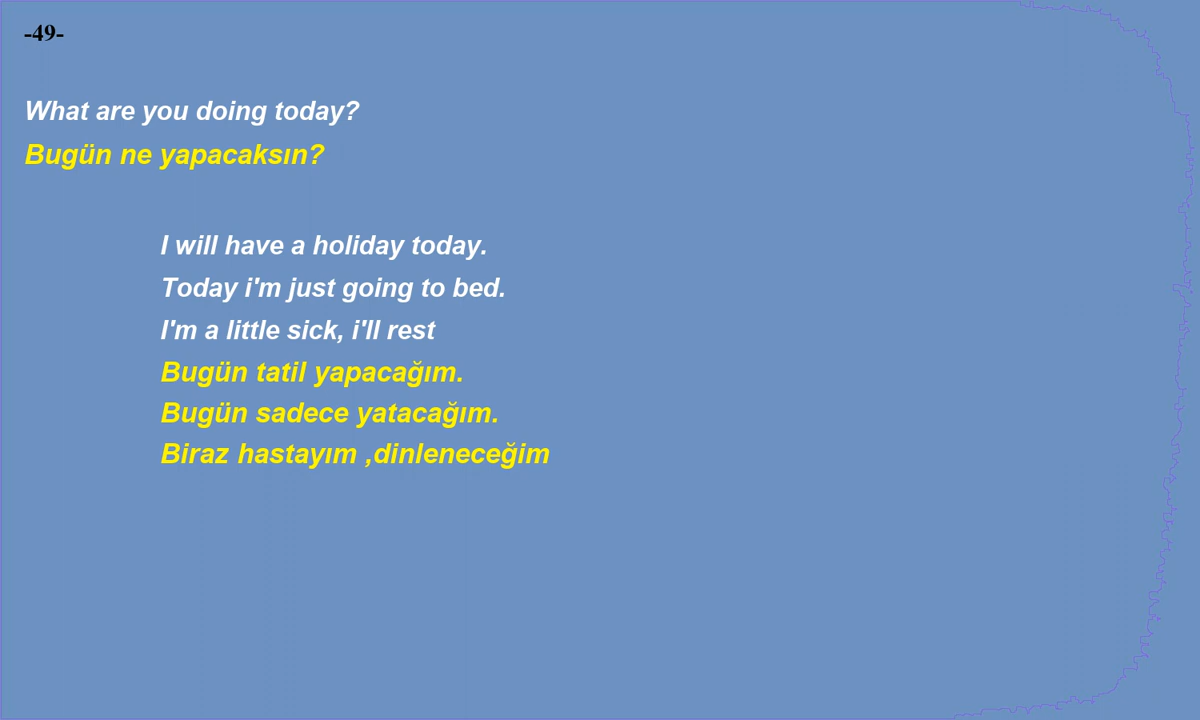 -49-
What are you doing today?
Bugün ne yapacaksın?
I will have a holiday today.
Today i'm just going to bed.
I'm a little sick, i'll rest
Bugün tatil yapacağım.
Bugün sadece yatacağım.
Biraz hastayım ,dinleneceğim